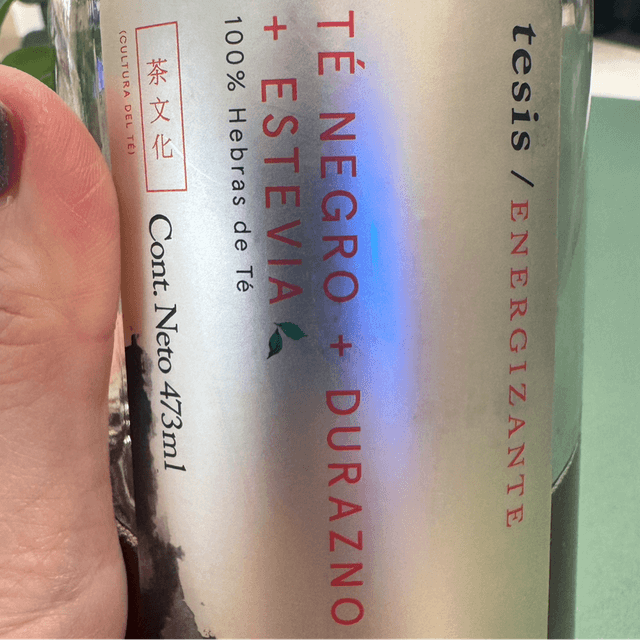 tesis / ENERGIZANTE
TÉ NEGRO + DURAZNO
+ ESTEVIA
100% Hebras de Té
茶文化
(CULTURA DEL TÉ)
Cont. Neto 473ml